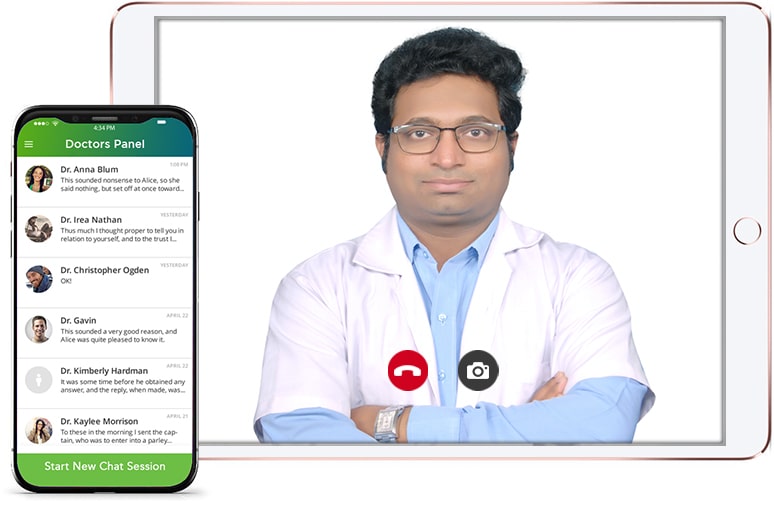 4:34 PM
Doctors Panel
1:08 PM
Dr. Anna Blum
This sounded nonsense to Alice, so she
said nothing, but set off at once toward...
YESTERDAY
Dr. Irea Nathan
Thus much I thought proper to tell you in
relation to yourself, and to the trust I...
YESTERDAY
Dr. Christopher Ogden
OK!
APRIL 22
Dr. Gavin
This sounded a very good reason, and
Alice was quite pleased to know it.
APRIL 22
Dr. Kimberly Hardman
It was some time before he obtained any
answer, and the reply, when made, was...
APRIL 21
Dr. Kaylee Morrison
To these in the morning I sent the cap-
tain, who was to enter into a parley...
Start New Chat Session